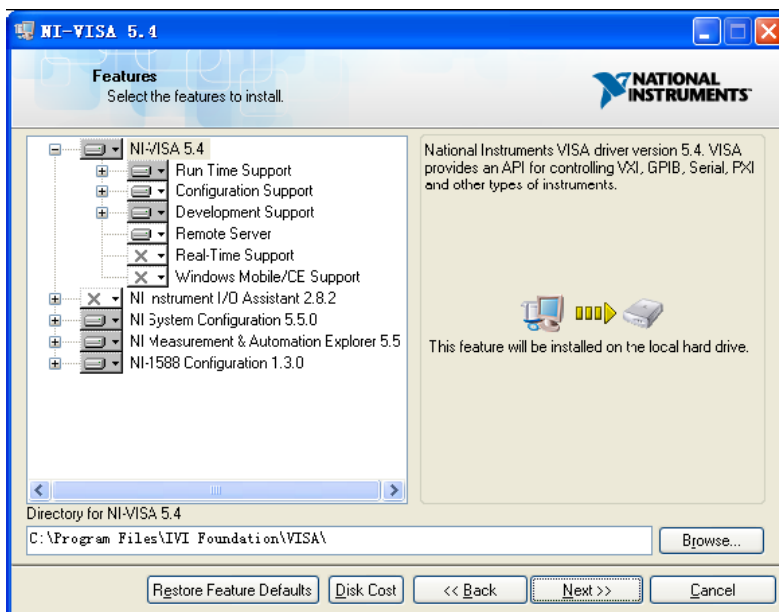 NI-VISA 5.4
Features
Select the features to install.
NATIONAL
INSTRUMENTS™
NI-VISA 5.4
Run Time Support
Configuration Support
Development Support
Remote Server
Real-Time Support
Windows Mobile/CE Support
NI Instrument I/O Assistant 2.8.2
NI System Configuration 5.5.0
NI Measurement & Automation Explorer 5.5
NI-1588 Configuration 1.3.0
National Instruments VISA driver version 5.4. VISA
provides an API for controlling VXI, GPIB, Serial, PXI
and other types of instruments.
This feature will be installed on the local hard drive.
Directory for NI-VISA 5.4
C:\Program Files\IVI Foundation\VISA\
Browse...
Restore Feature Defaults
Disk Cost
<< Back
Next >>
Cancel